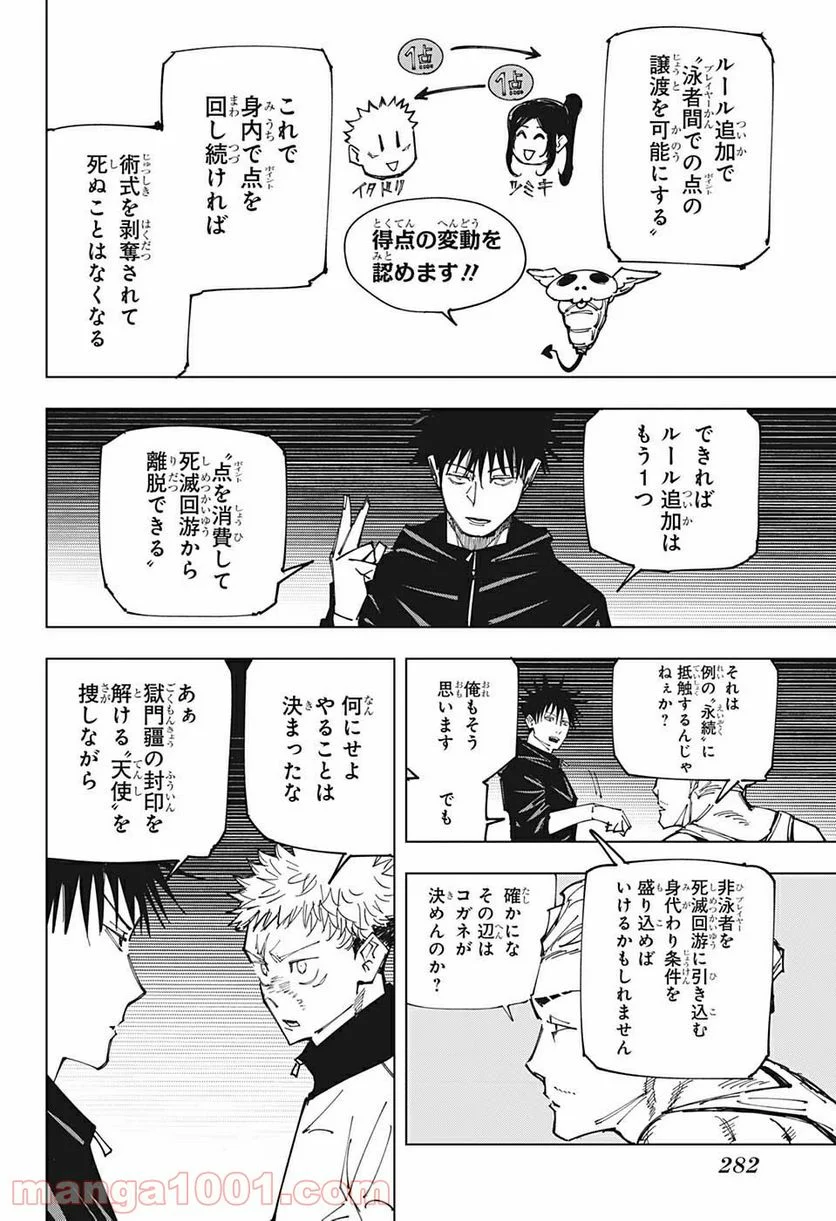 ルール追加で
〝泳者間での点の
譲渡を可能にする〟
1点
1点
ツミキ
イタドリ
得点の変動を
認めます!!
これで
身内で点を
回し続ければ
術式を剥奪されて
死ぬことはなくなる
できれば
ルール追加は
もう1つ
〝点を消費して
死滅回游から
離脱できる〟
それは
例の〝永続〟に
抵触するんじゃ
ねぇか?
俺もそう
思います
でも
非泳者を
死滅回游に引き込む
身代わり条件を
盛り込めば
いけるかもしれません
確かにな
その辺は
コガネが
決めんのか?
何にせよ
やることは
決まったな
あぁ
獄門疆の封印を
解ける〝天使〟を
捜しながら
282
manga1001.com